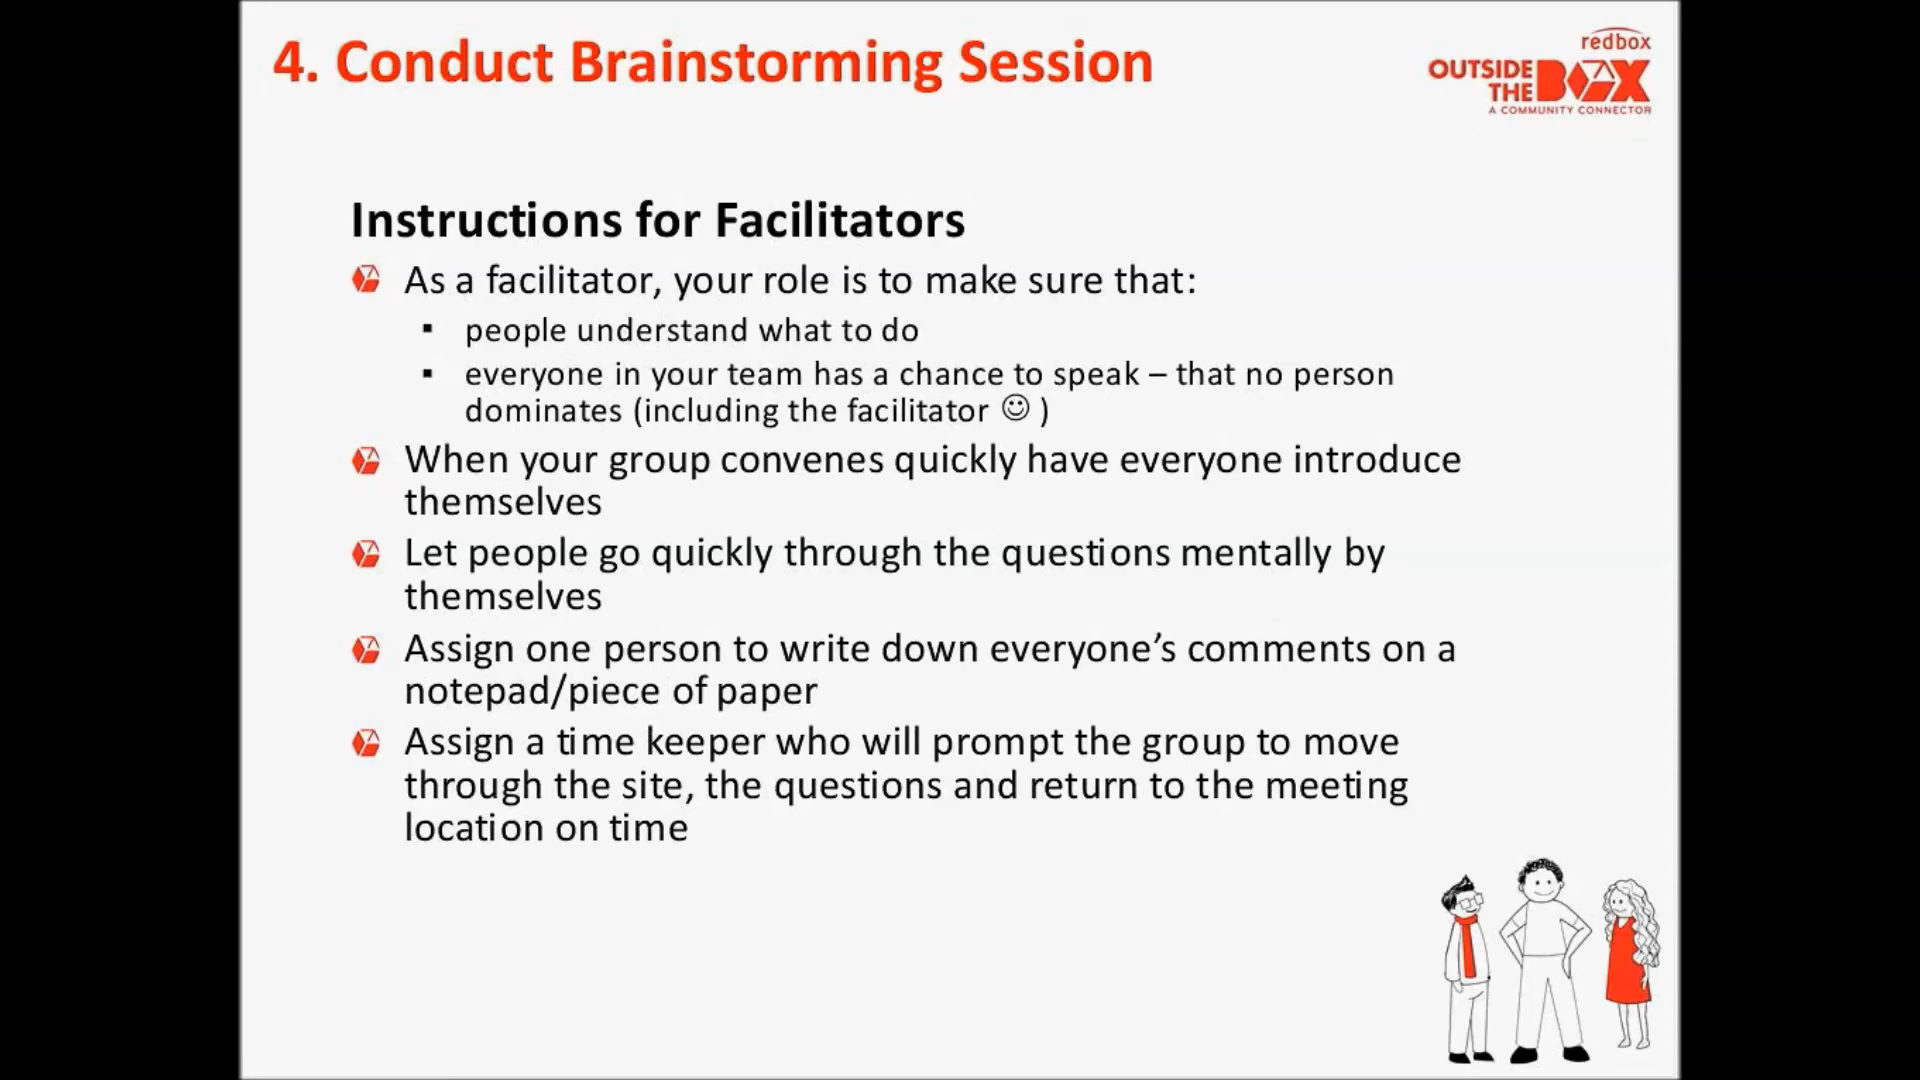 4. Conduct Brainstorming Session
redbox
OUTSIDE
THE BOX
A COMMUNITY CONNECTOR
Instructions for Facilitators
As a facilitator, your role is to make sure that:
▪ people understand what to do
▪ everyone in your team has a chance to speak – that no person
dominates (including the facilitator ☺ )
When your group convenes quickly have everyone introduce
themselves
Let people go quickly through the questions mentally by
themselves
Assign one person to write down everyone’s comments on a
notepad/piece of paper
Assign a time keeper who will prompt the group to move
through the site, the questions and return to the meeting
location on time